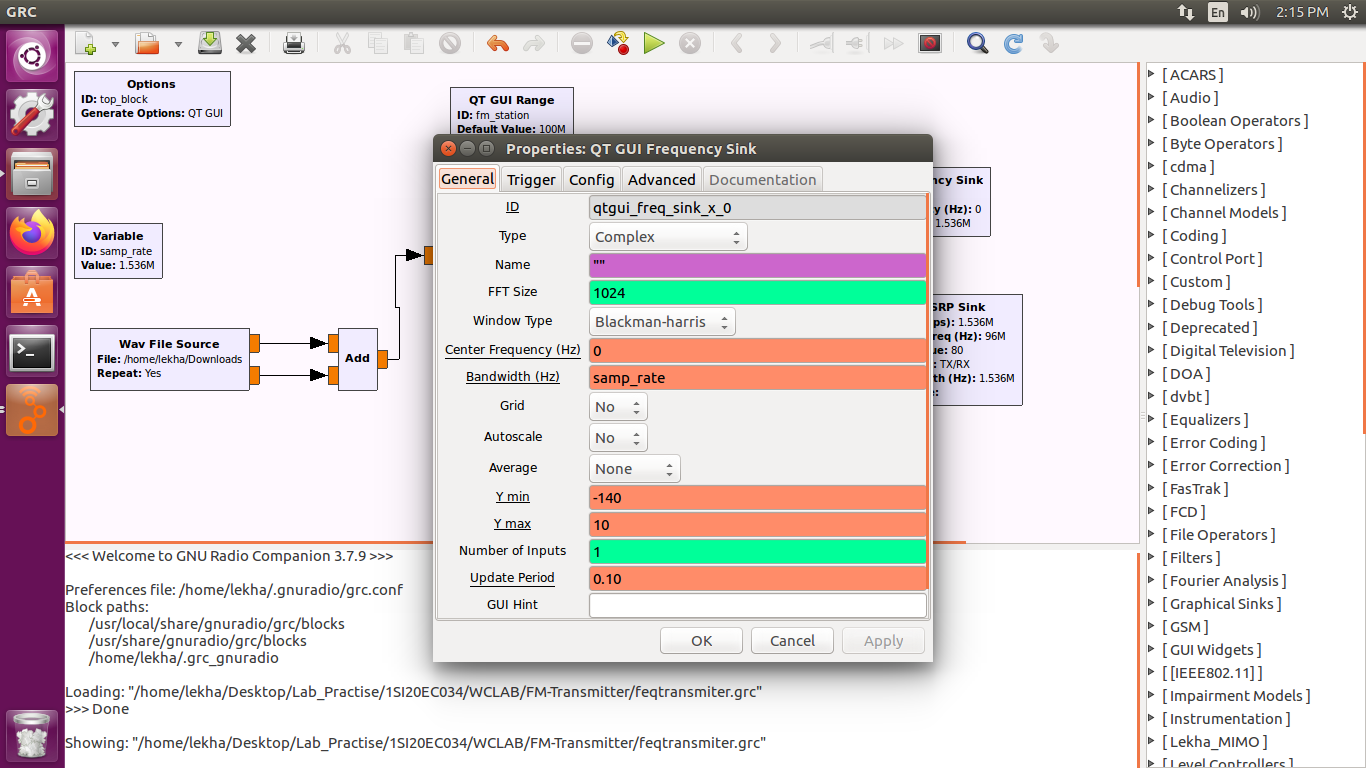 GRC
En
2:15 PM
Options
ID: top_block
Generate Options: QT GUI
QT GUI Range
ID: fm_station
Default Value: 100M
Variable
ID: samp_rate
Value: 1.536M
Wav File Source
File: /home/lekha/Downloads
Repeat: Yes
Add
Sink
(Hz): 0
1.536M
Sink
1.536M
(Hz): 96M
80
TX/RX
(Hz): 1.536M
Properties: QT GUI Frequency Sink
General Trigger Config Advanced Documentation
ID qtgui_freq_sink_x_0
Type Complex
Name ""
FFT Size 1024
Window Type Blackman-harris
Center Frequency (Hz) 0
Bandwidth (Hz) samp_rate
Grid No
Autoscale No
Average None
Y min -140
Y max 10
Number of Inputs 1
Update Period 0.10
GUI Hint
OK Cancel Apply
<<< Welcome to GNU Radio Companion 3.7.9 >>>
Preferences file: /home/lekha/.gnuradio/grc.conf
Block paths:
/usr/local/share/gnuradio/grc/blocks
/usr/share/gnuradio/grc/blocks
/home/lekha/.grc_gnuradio
Loading: "/home/lekha/Desktop/Lab_Practise/1SI20EC034/WCLAB/FM-Transmitter/feqtransmiter.grc"
>>> Done
Showing: "/home/lekha/Desktop/Lab_Practise/1SI20EC034/WCLAB/FM-Transmitter/feqtransmiter.grc"
[ ACARS ]
[ Audio ]
[ Boolean Operators ]
[ Byte Operators ]
[ cdma ]
[ Channelizers ]
[ Channel Models ]
[ Coding ]
[ Control Port ]
[ Custom ]
[ Debug Tools ]
[ Deprecated ]
[ Digital Television ]
[ DOA ]
[ dvbt ]
[ Equalizers ]
[ Error Coding ]
[ Error Correction ]
[ FasTrak ]
[ FCD ]
[ File Operators ]
[ Filters ]
[ Fourier Analysis ]
[ Graphical Sinks ]
[ GSM ]
[ GUI Widgets ]
[ [IEEE802.11] ]
[ Impairment Models ]
[ Instrumentation ]
[ Lekha_MIMO ]
[ Level Controllers ]